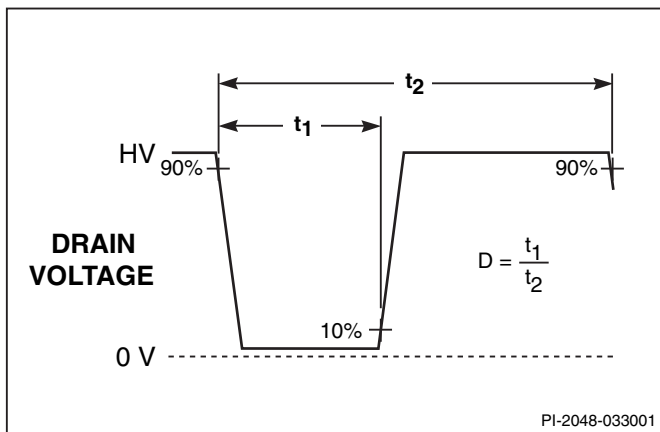 t2
t1
HV
90%
90%
DRAIN
VOLTAGE
D = t1
t2
10%
0 V
PI-2048-033001